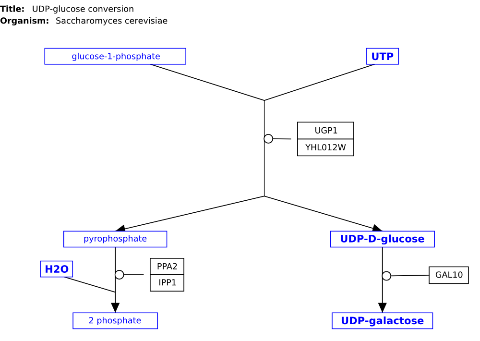 Title: UDP-glucose conversion
Organism: Saccharomyces cerevisiae
glucose-1-phosphate
UTP
UGP1
YHL012W
pyrophosphate
UDP-D-glucose
H2O
PPA2
IPP1
GAL10
2 phosphate
UDP-galactose